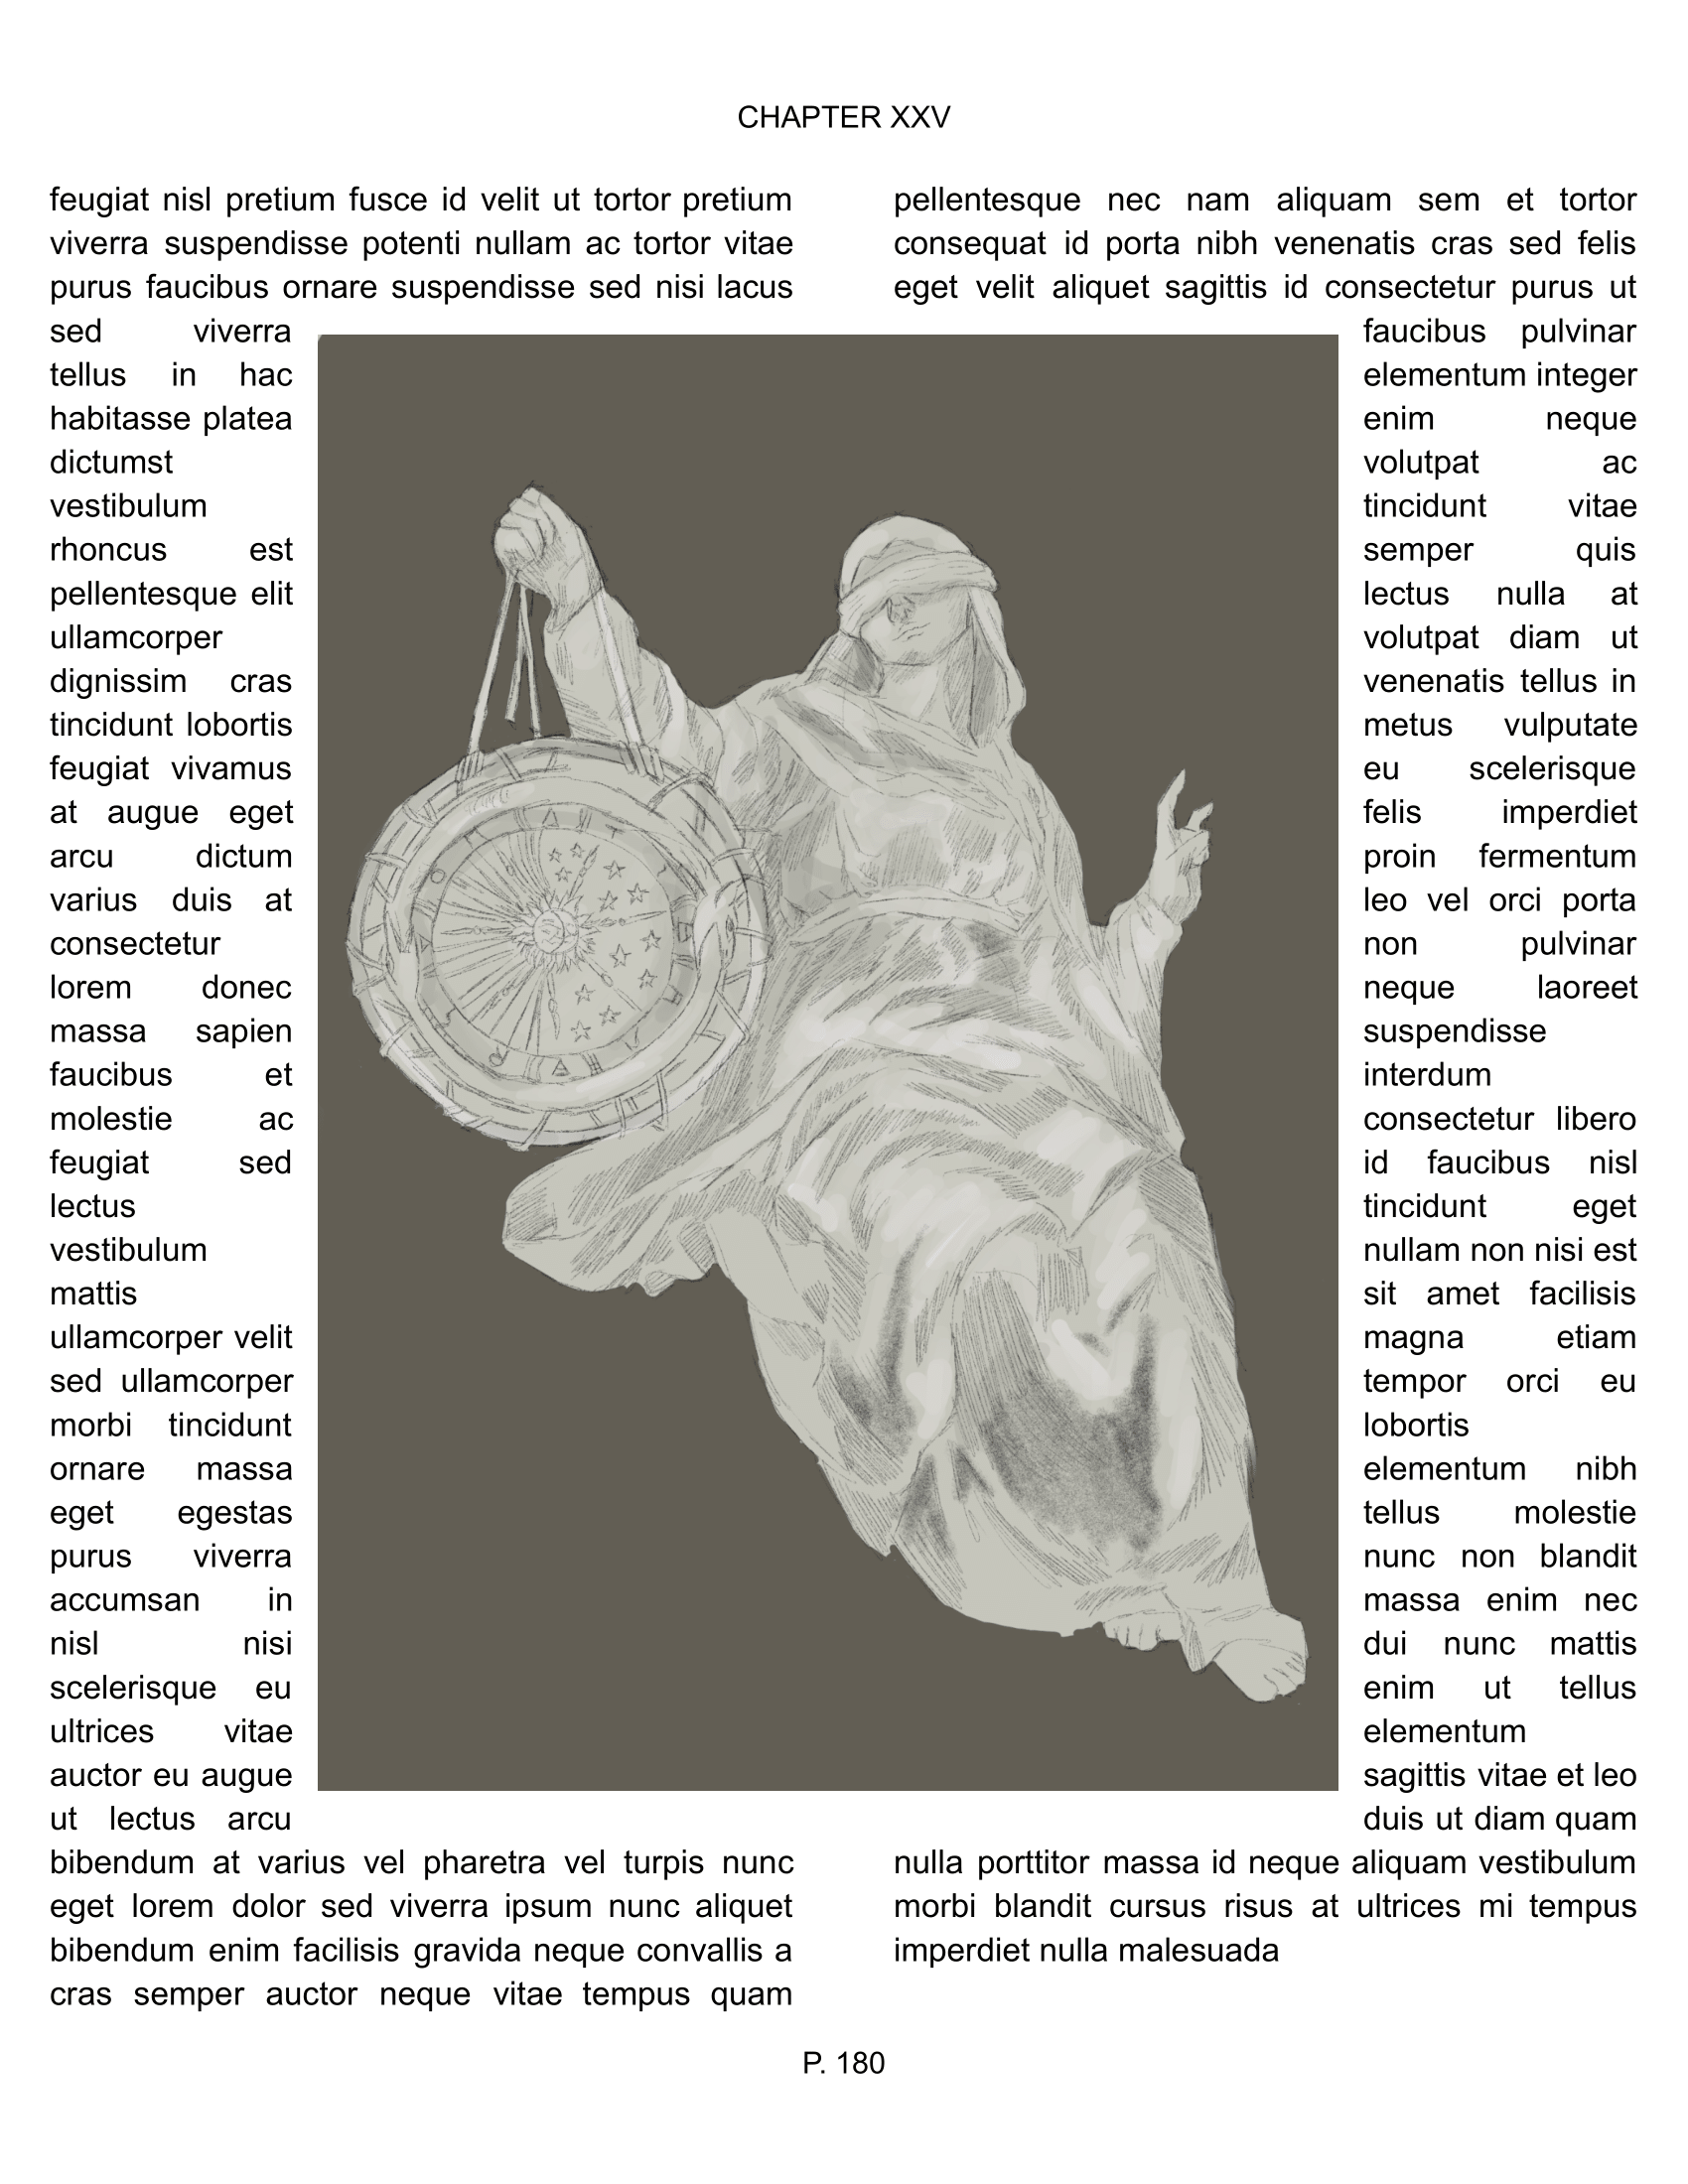 CHAPTER XXV
feugiat nisl pretium fusce id velit ut tortor pretium
viverra suspendisse potenti nullam ac tortor vitae
purus faucibus ornare suspendisse sed nisi lacus
sed viverra
tellus in hac
habitasse platea
dictumst
vestibulum
rhoncus est
pellentesque elit
ullamcorper
dignissim cras
tincidunt lobortis
feugiat vivamus
at augue eget
arcu dictum
varius duis at
consectetur
lorem donec
massa sapien
faucibus et
molestie ac
feugiat sed
lectus
vestibulum
mattis
ullamcorper velit
sed ullamcorper
morbi tincidunt
ornare massa
eget egestas
purus viverra
accumsan in
nisl nisi
scelerisque eu
ultrices vitae
auctor eu augue
ut lectus arcu
bibendum at varius vel pharetra vel turpis nunc
eget lorem dolor sed viverra ipsum nunc aliquet
bibendum enim facilisis gravida neque convallis a
cras semper auctor neque vitae tempus quam
pellentesque nec nam aliquam sem et tortor
consequat id porta nibh venenatis cras sed felis
eget velit aliquet sagittis id consectetur purus ut
faucibus pulvinar
elementum integer
enim neque
volutpat ac
tincidunt vitae
semper quis
lectus nulla at
volutpat diam ut
venenatis tellus in
metus vulputate
eu scelerisque
felis imperdiet
proin fermentum
leo vel orci porta
non pulvinar
neque laoreet
suspendisse
interdum
consectetur libero
id faucibus nisl
tincidunt eget
nullam non nisi est
sit amet facilisis
magna etiam
tempor orci eu
lobortis
elementum nibh
tellus molestie
nunc non blandit
massa enim nec
dui nunc mattis
enim ut tellus
elementum
sagittis vitae et leo
duis ut diam quam
nulla porttitor massa id neque aliquam vestibulum
morbi blandit cursus risus at ultrices mi tempus
imperdiet nulla malesuada
P. 180